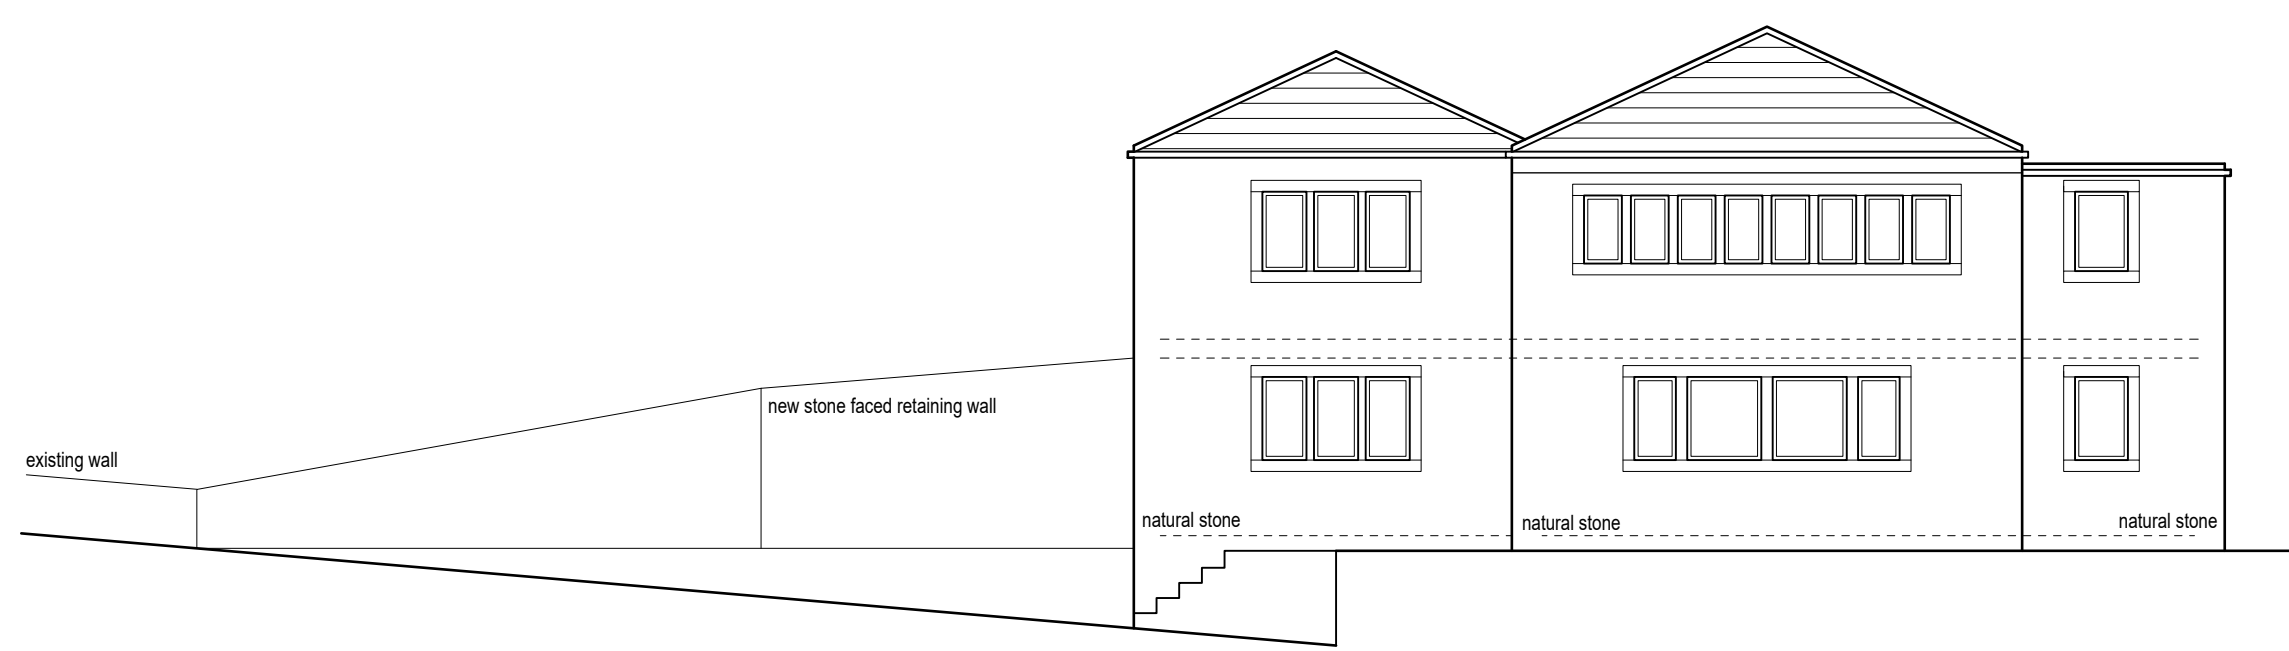 new stone faced retaining wall
existing wall
natural stone
natural stone
natural stone